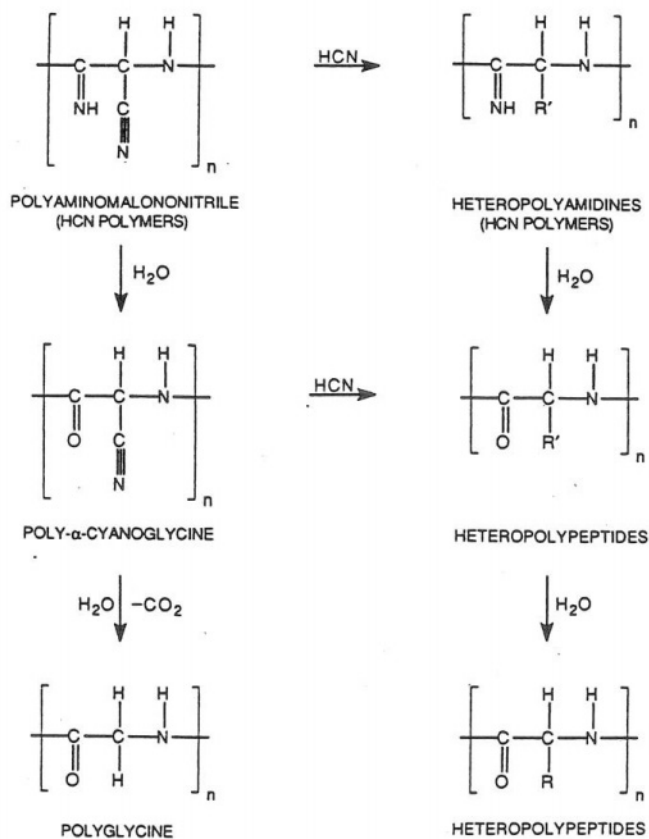 H H
C C N
NH C
N
n
POLYAMINOMALONONITRILE
(HCN POLYMERS)
HCN
H H
C C N
NH R′
n
HETEROPOLYAMIDINES
(HCN POLYMERS)
H₂O
H₂O
H H
C C N
O C
N
n
POLY-α-CYANOGLYCINE
HCN
H H
C C N
O R′
n
HETEROPOLYPEPTIDES
H₂O −CO₂
H₂O
H H
C C N
O H
n
POLYGLYCINE
H H
C C N
O R
n
HETEROPOLYPEPTIDES